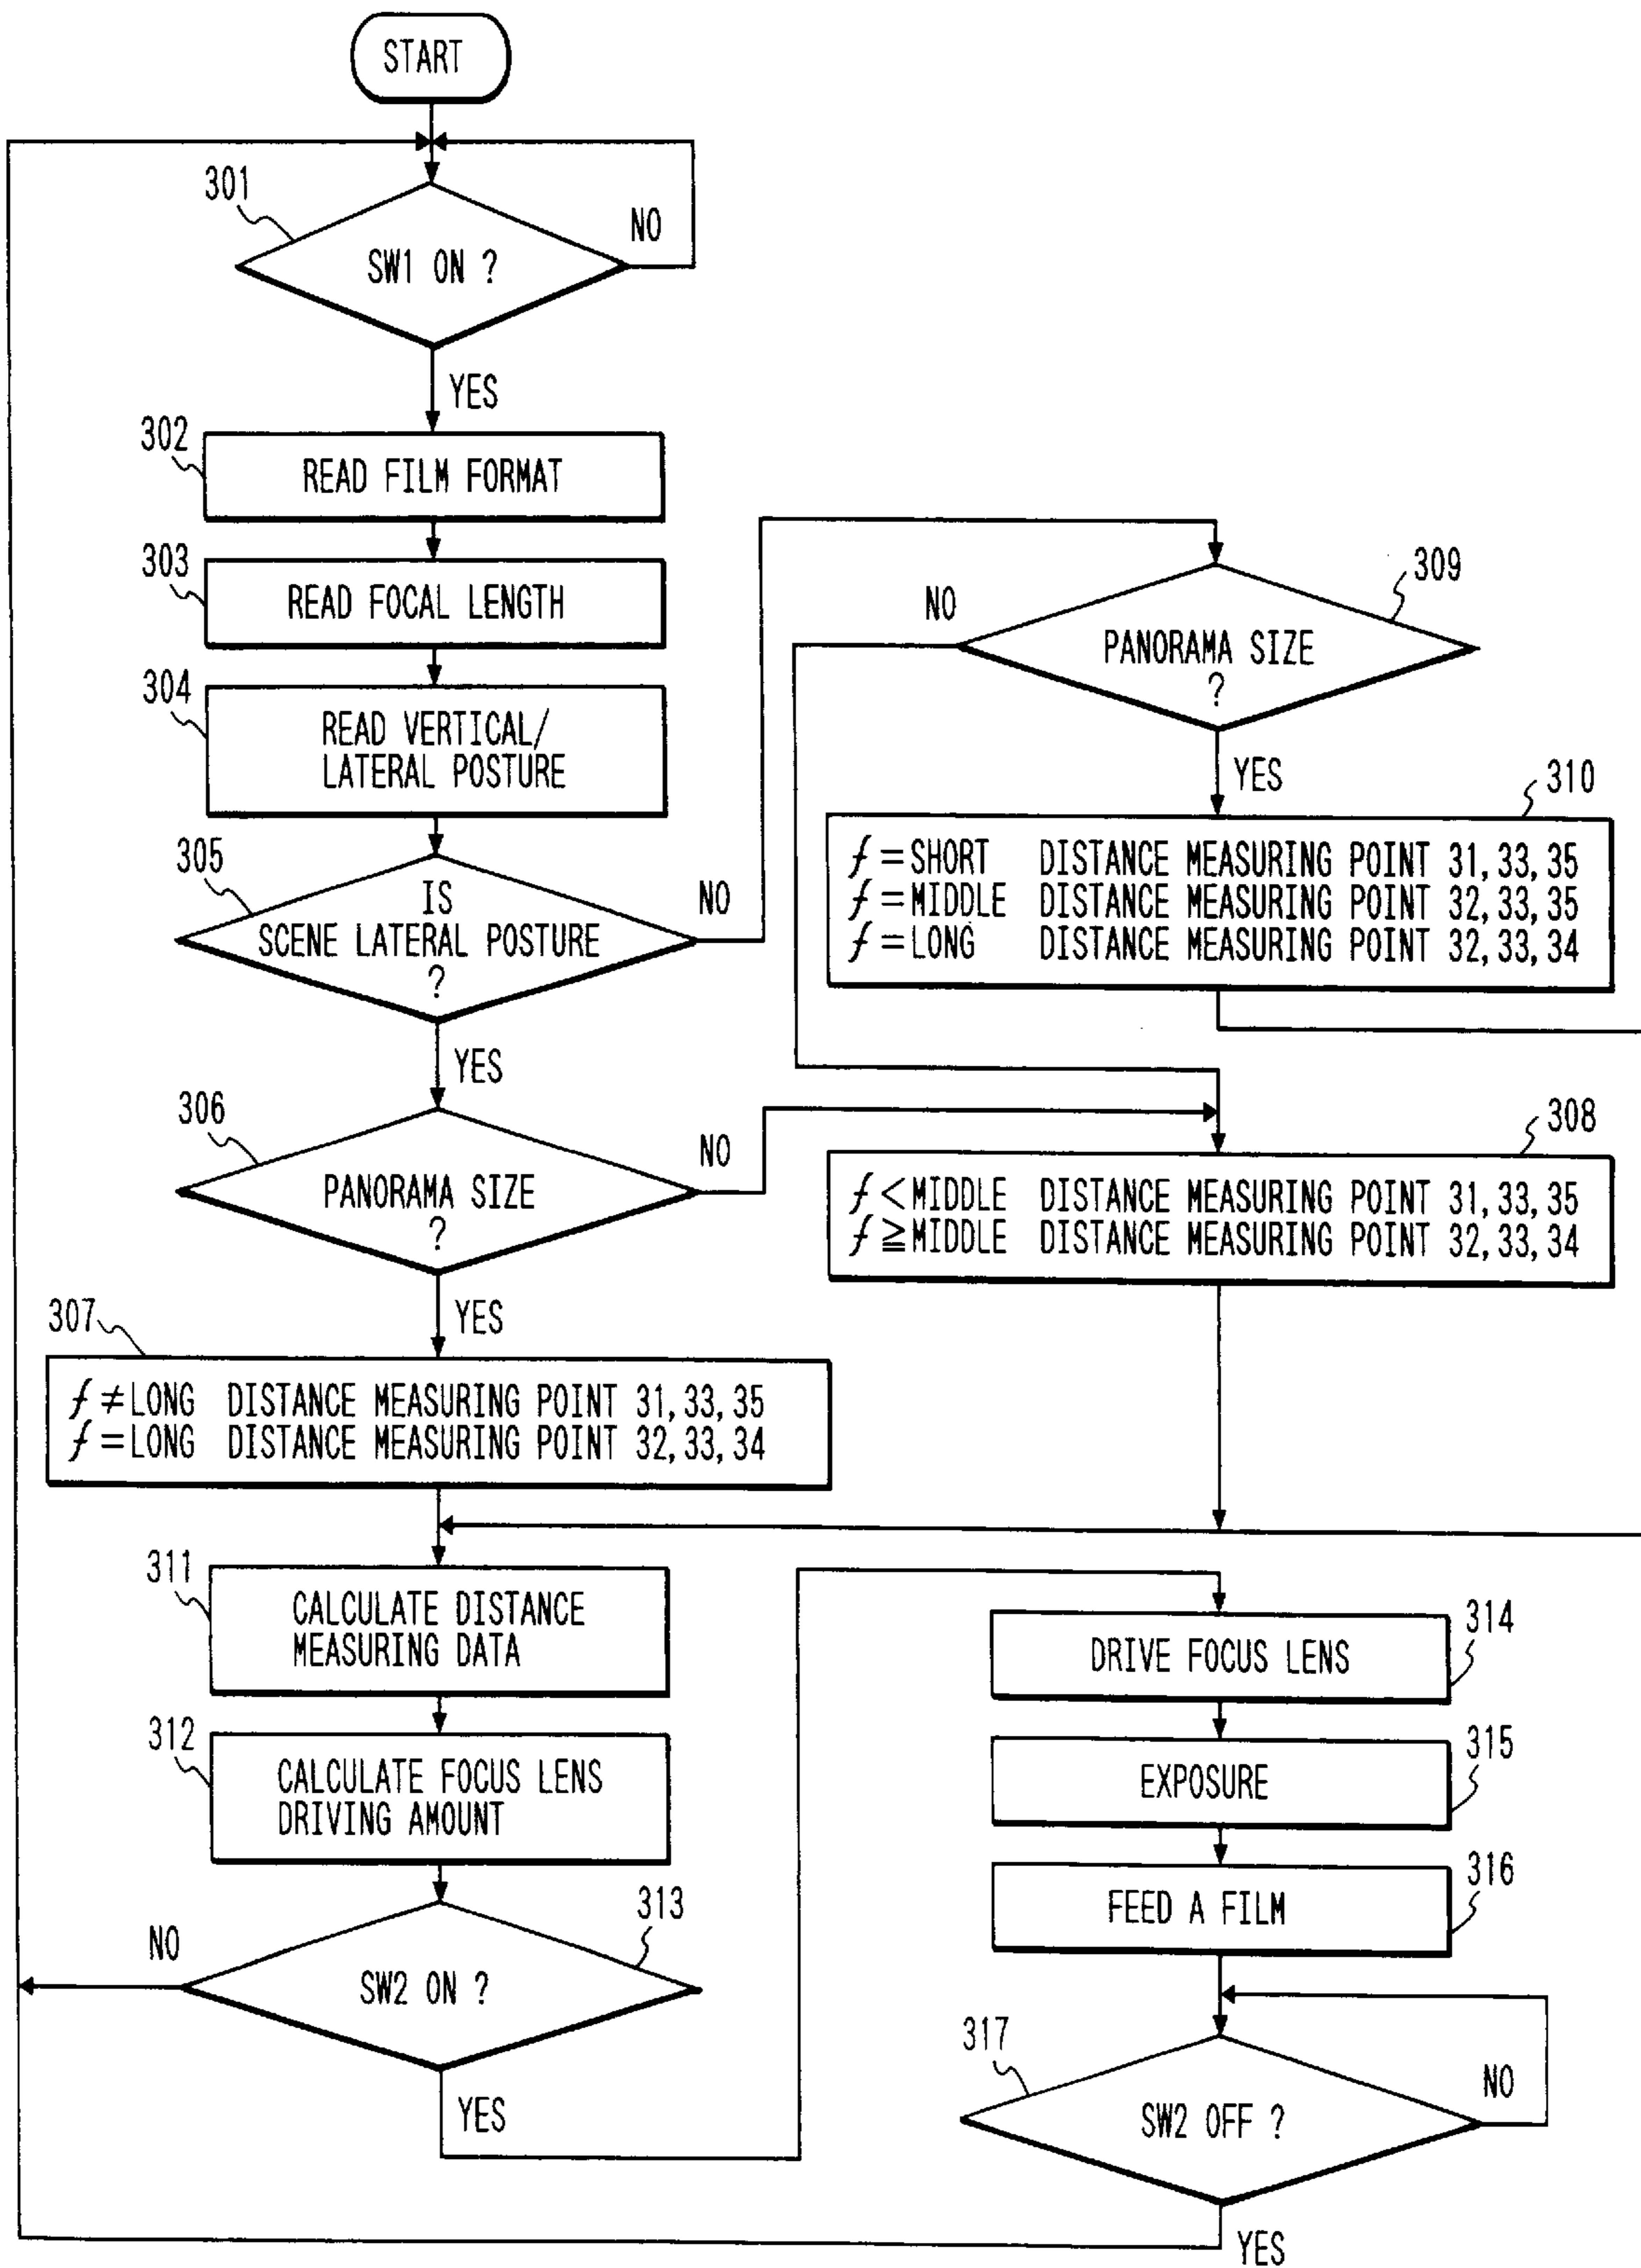 START
301
NO
SW1 ON ?
YES
302
READ FILM FORMAT
303
READ FOCAL LENGTH
304
READ VERTICAL/
LATERAL POSTURE
305
IS
SCENE LATERAL POSTURE
?
NO
YES
309
NO
PANORAMA SIZE
?
YES
310
f = SHORT DISTANCE MEASURING POINT 31, 33, 35
f = MIDDLE DISTANCE MEASURING POINT 32, 33, 35
f = LONG DISTANCE MEASURING POINT 32, 33, 34
306
NO
PANORAMA SIZE
?
YES
308
f < MIDDLE DISTANCE MEASURING POINT 31, 33, 35
f ≧ MIDDLE DISTANCE MEASURING POINT 32, 33, 34
307
f ≠ LONG DISTANCE MEASURING POINT 31, 33, 35
f = LONG DISTANCE MEASURING POINT 32, 33, 34
311
CALCULATE DISTANCE
MEASURING DATA
312
CALCULATE FOCUS LENS
DRIVING AMOUNT
313
NO
SW2 ON ?
YES
314
DRIVE FOCUS LENS
315
EXPOSURE
316
FEED A FILM
317
NO
SW2 OFF ?
YES